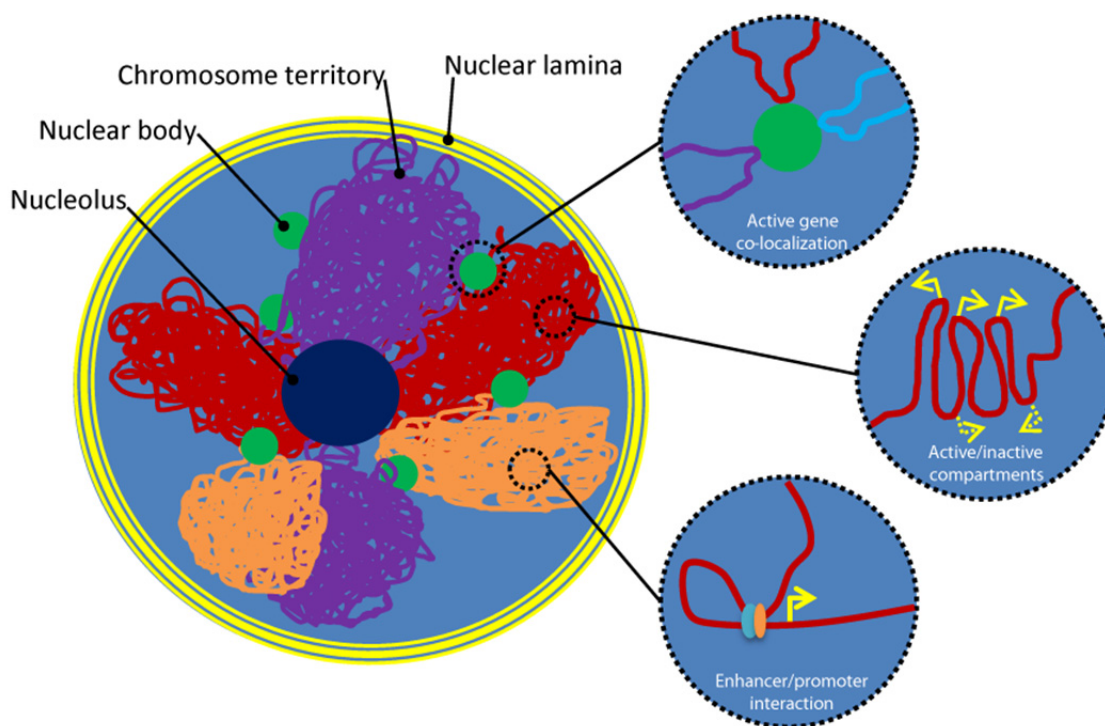 Nuclear lamina
Chromosome territory
Nuclear body
Nucleolus
Active gene
co-localization
Active/inactive
compartments
Enhancer/promoter
interaction